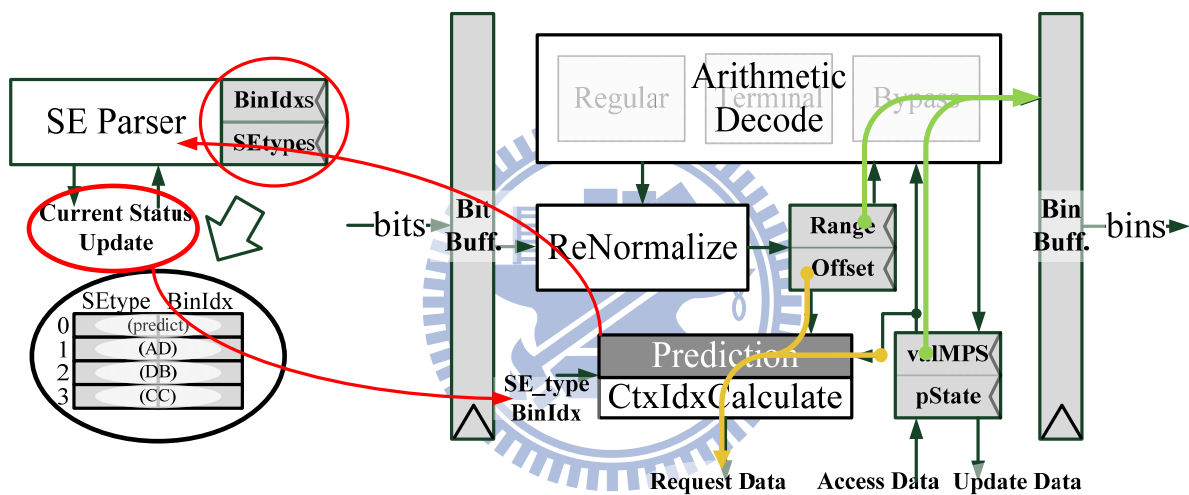 SE Parser
BinIdxs
SEtypes
Current Status
Update
SEtype BinIdx
0 (predict)
1 (AD)
2 (DB)
3 (CC)
bits
Bit
Buff.
Regular
Terminal
Bypass
Arithmetic
Decode
ReNormalize
Range
Offset
Prediction
CtxIdxCalculate
SE_type
BinIdx
valMPS
pState
Request Data
Access Data
Update Data
Bin
Buff.
bins